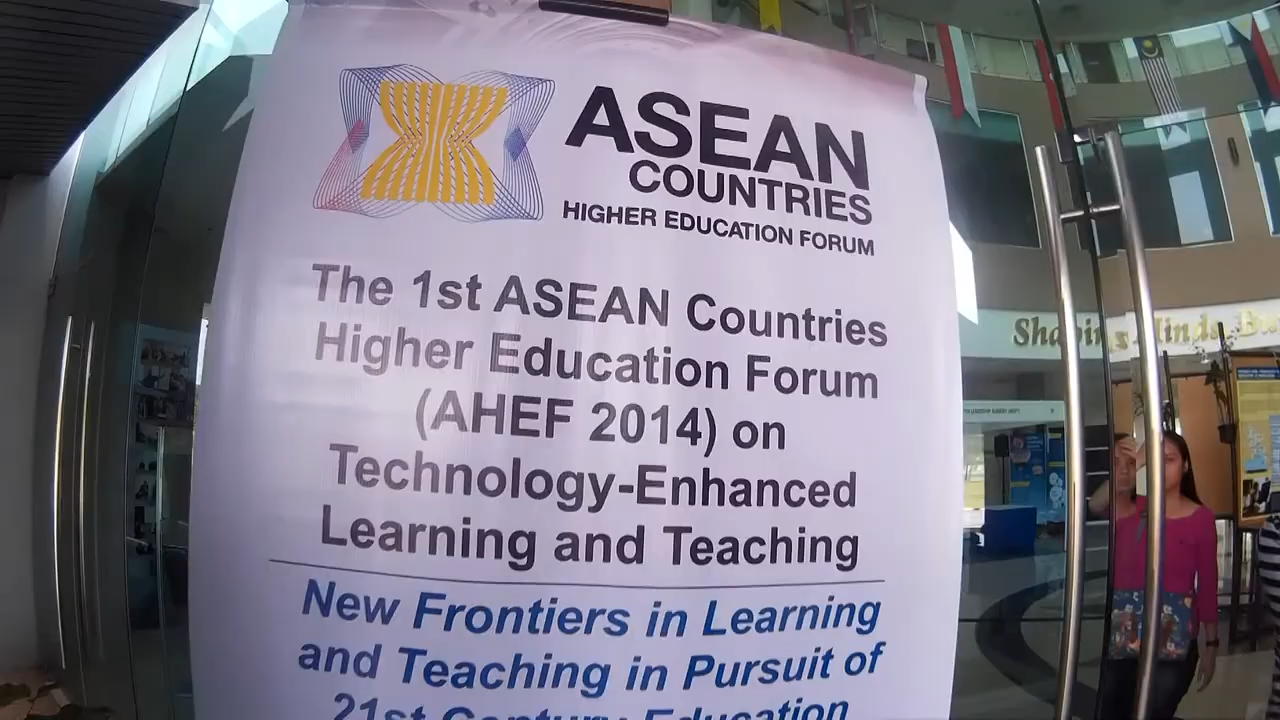 ASEAN
COUNTRIES
HIGHER EDUCATION FORUM
The 1st ASEAN Countries
Higher Education Forum
(AHEF 2014) on
Technology-Enhanced
Learning and Teaching
New Frontiers in Learning
and Teaching in Pursuit of
21st Century Education